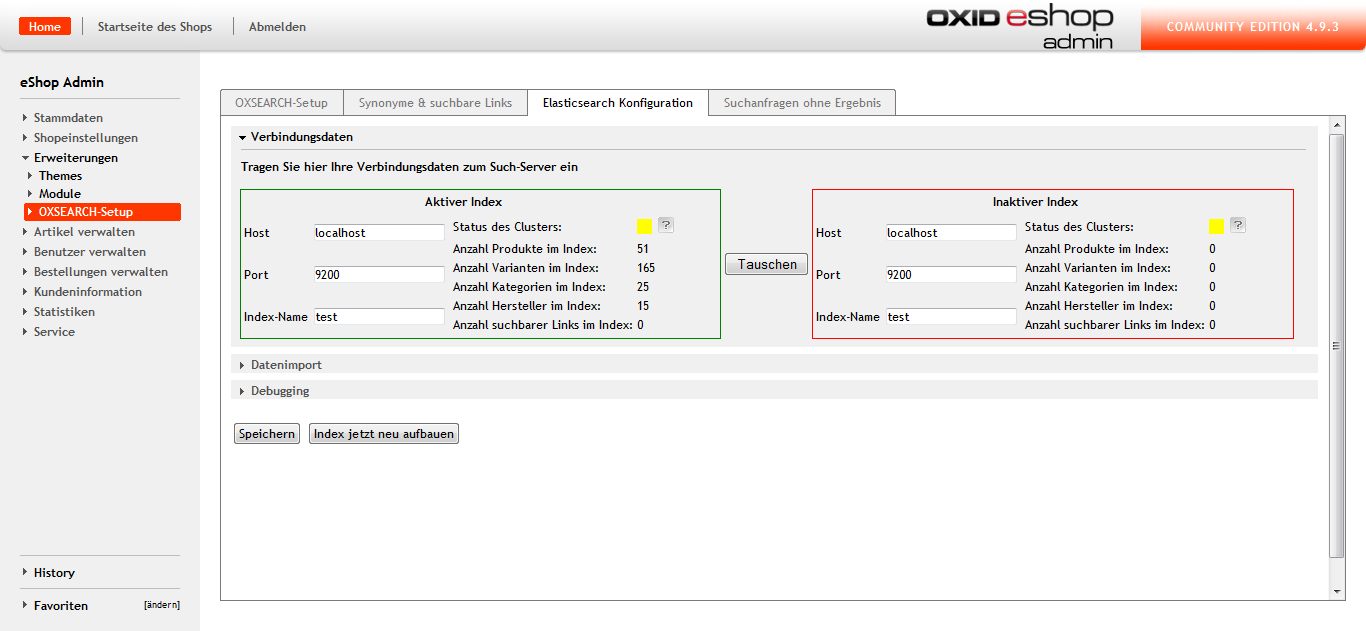 Home
Startseite des Shops
Abmelden
OXID eshop
admin
COMMUNITY EDITION 4.9.3
eShop Admin
Stammdaten
Shopeinstellungen
Erweiterungen
Themes
Module
OXSEARCH-Setup
Artikel verwalten
Benutzer verwalten
Bestellungen verwalten
Kundeninformation
Statistiken
Service
History
Favoriten [ändern]
OXSEARCH-Setup
Synonyme & suchbare Links
Elasticsearch Konfiguration
Suchanfragen ohne Ergebnis
Verbindungsdaten
Tragen Sie hier Ihre Verbindungsdaten zum Such-Server ein
Aktiver Index
Host localhost
Port 9200
Index-Name test
Status des Clusters: ?
Anzahl Produkte im Index: 51
Anzahl Varianten im Index: 165
Anzahl Kategorien im Index: 25
Anzahl Hersteller im Index: 15
Anzahl suchbarer Links im Index: 0
Tauschen
Inaktiver Index
Host localhost
Port 9200
Index-Name test
Status des Clusters: ?
Anzahl Produkte im Index: 0
Anzahl Varianten im Index: 0
Anzahl Kategorien im Index: 0
Anzahl Hersteller im Index: 0
Anzahl suchbarer Links im Index: 0
Datenimport
Debugging
Speichern
Index jetzt neu aufbauen